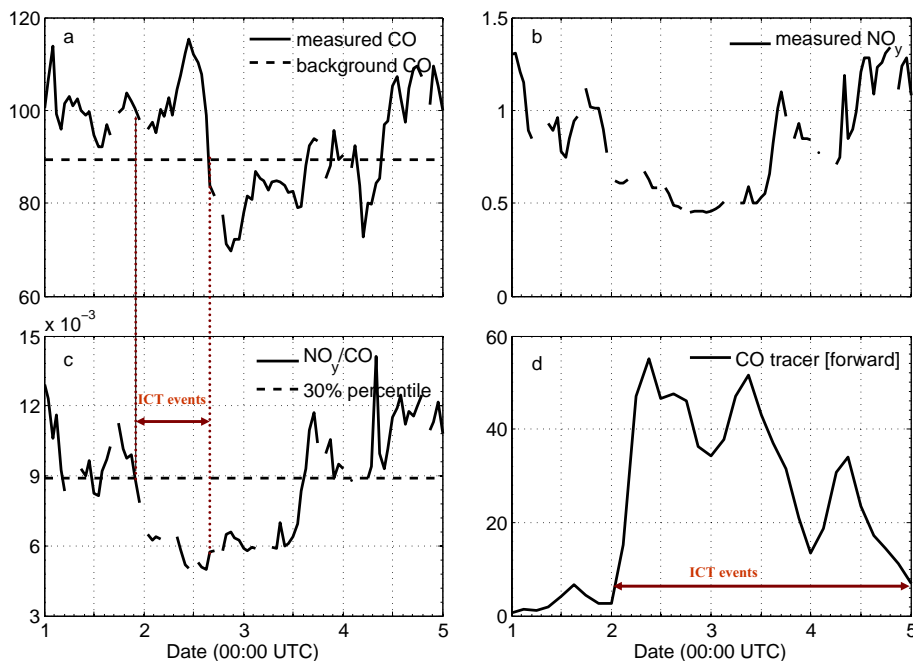 a
measured CO
background CO
120
100
80
60
b
measured NOy
1.5
1
0.5
0
x 10⁻³
c
NOy/CO
30% percentile
ICT events
15
12
9
6
3
1 2 3 4 5
Date (00:00 UTC)
d
CO tracer [forward]
60
40
20
0
ICT events
1 2 3 4 5
Date (00:00 UTC)